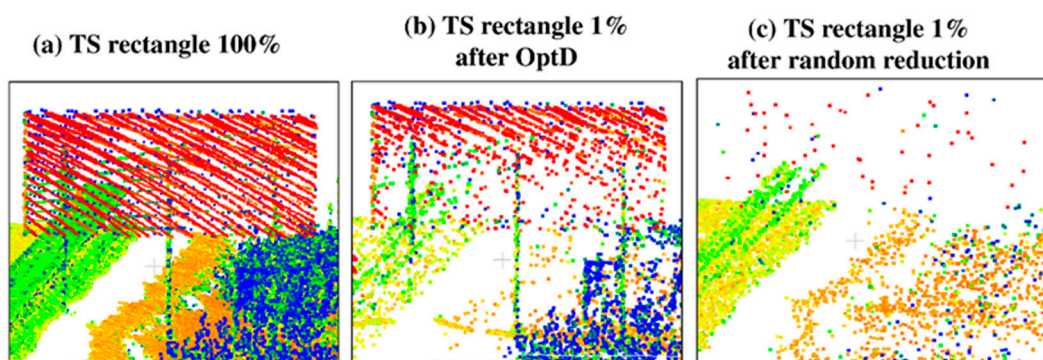 (a) TS rectangle 100%
(b) TS rectangle 1%
after OptD
(c) TS rectangle 1%
after random reduction